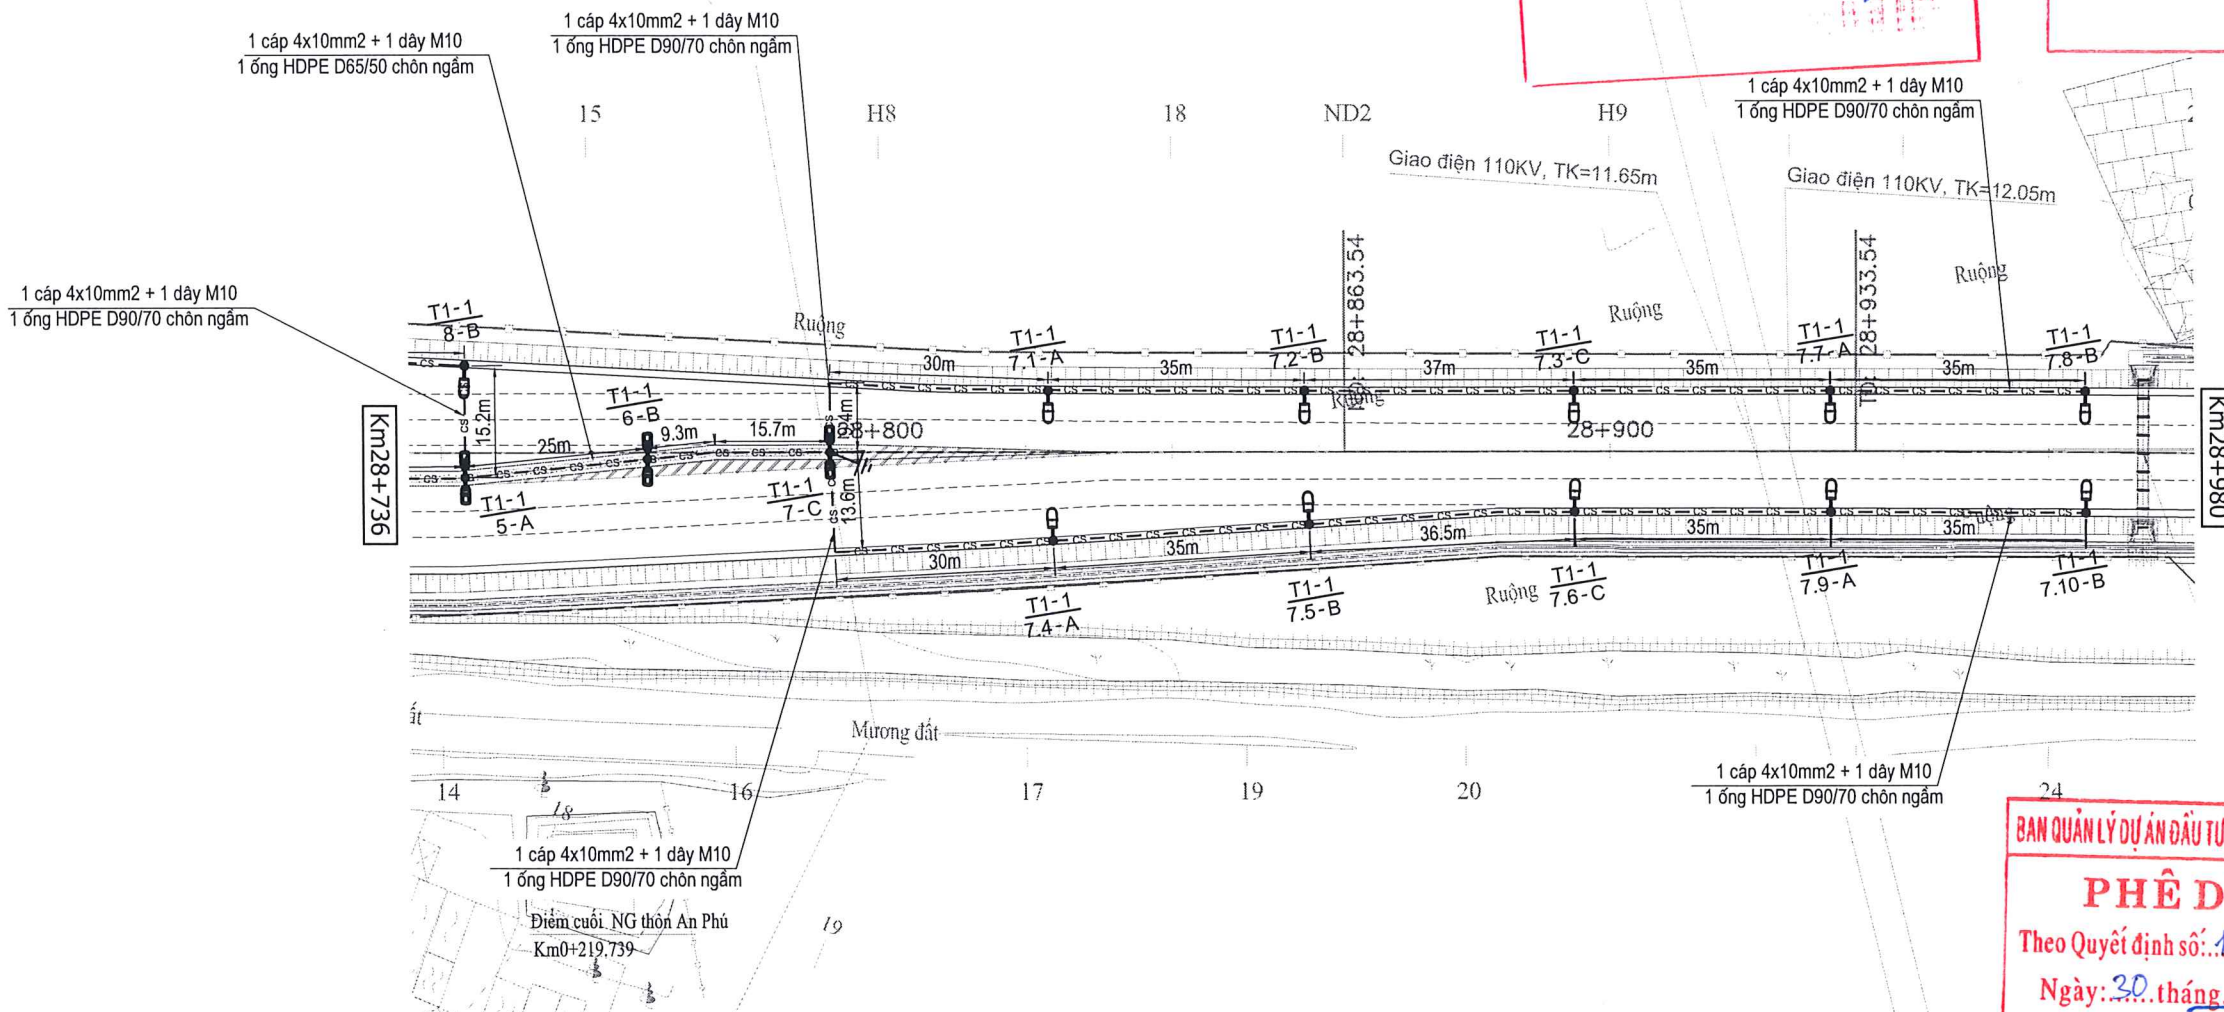 1 cáp 4x10mm2 + 1 dây M10
1 ống HDPE D90/70 chôn ngầm
1 cáp 4x10mm2 + 1 dây M10
1 ống HDPE D65/50 chôn ngầm
1 cáp 4x10mm2 + 1 dây M10
1 ống HDPE D90/70 chôn ngầm
15
H8
18
ND2
H9
Giao điện 110KV, TK=11.65m
Giao điện 110KV, TK=12.05m
1 cáp 4x10mm2 + 1 dây M10
1 ống HDPE D90/70 chôn ngầm
28+863.54
28+933.54
Ruộng
Ruộng
Ruộng
T1-1
8-B
T1-1
7.1-A
T1-1
7.2-B
T1-1
7.3-C
T1-1
7.7-A
T1-1
7.8-B
30m
35m
37m
35m
35m
Ruộng
Km28+736
Km28+980
15.2m
T1-1
6-B
25m
9.3m
15.7m
28+800
28+900
T1-1
5-A
T1-1
7-C
13.6m
30m
35m
36.5m
35m
35m
T1-1
7.4-A
T1-1
7.5-B
Ruộng
T1-1
7.6-C
T1-1
7.9-A
T1-1
7.10-B
Mương đất
14
16
17
19
20
24
18
19
1 cáp 4x10mm2 + 1 dây M10
1 ống HDPE D90/70 chôn ngầm
1 cáp 4x10mm2 + 1 dây M10
1 ống HDPE D90/70 chôn ngầm
Điểm cuối NG thôn An Phú
Km0+219,739
BAN QUẢN LÝ DỰ ÁN ĐẦU TƯ
PHÊ D
Theo Quyết định số:
Ngày: 30 tháng